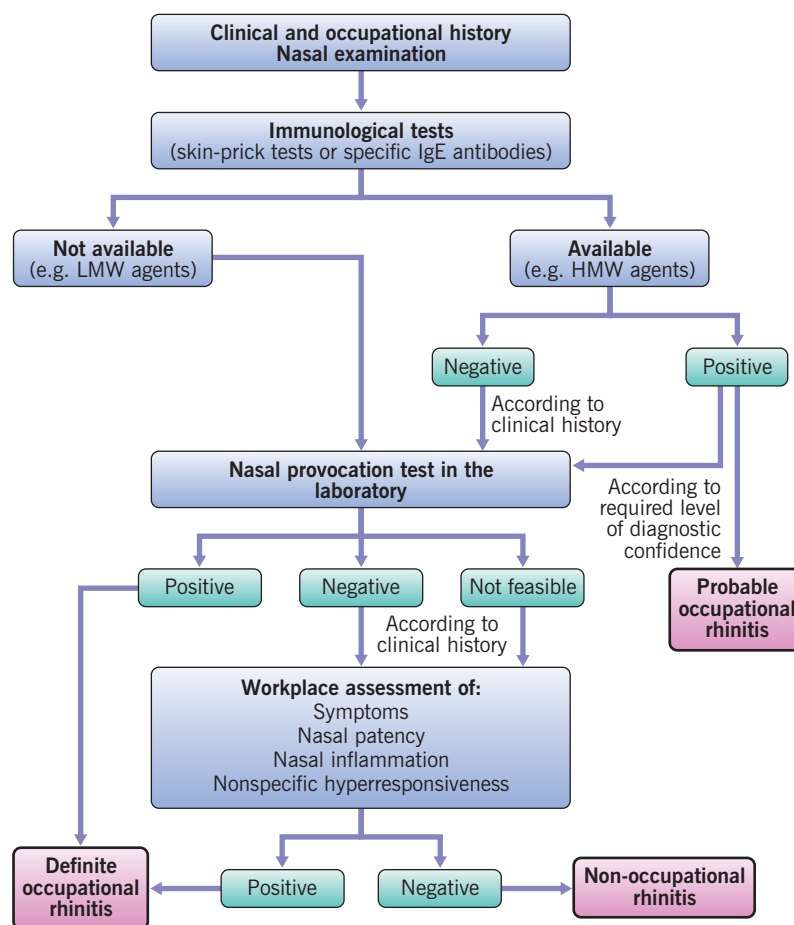 Clinical and occupational history
Nasal examination
Immunological tests
(skin-prick tests or specific IgE antibodies)
Not available
(e.g. LMW agents)
Available
(e.g. HMW agents)
Negative
Positive
According to
clinical history
Nasal provocation test in the
laboratory
According to
required level
of diagnostic
confidence
Positive
Negative
Not feasible
Probable
occupational
rhinitis
According to
clinical history
Workplace assessment of:
Symptoms
Nasal patency
Nasal inflammation
Nonspecific hyperresponsiveness
Definite
occupational
rhinitis
Positive
Negative
Non-occupational
rhinitis